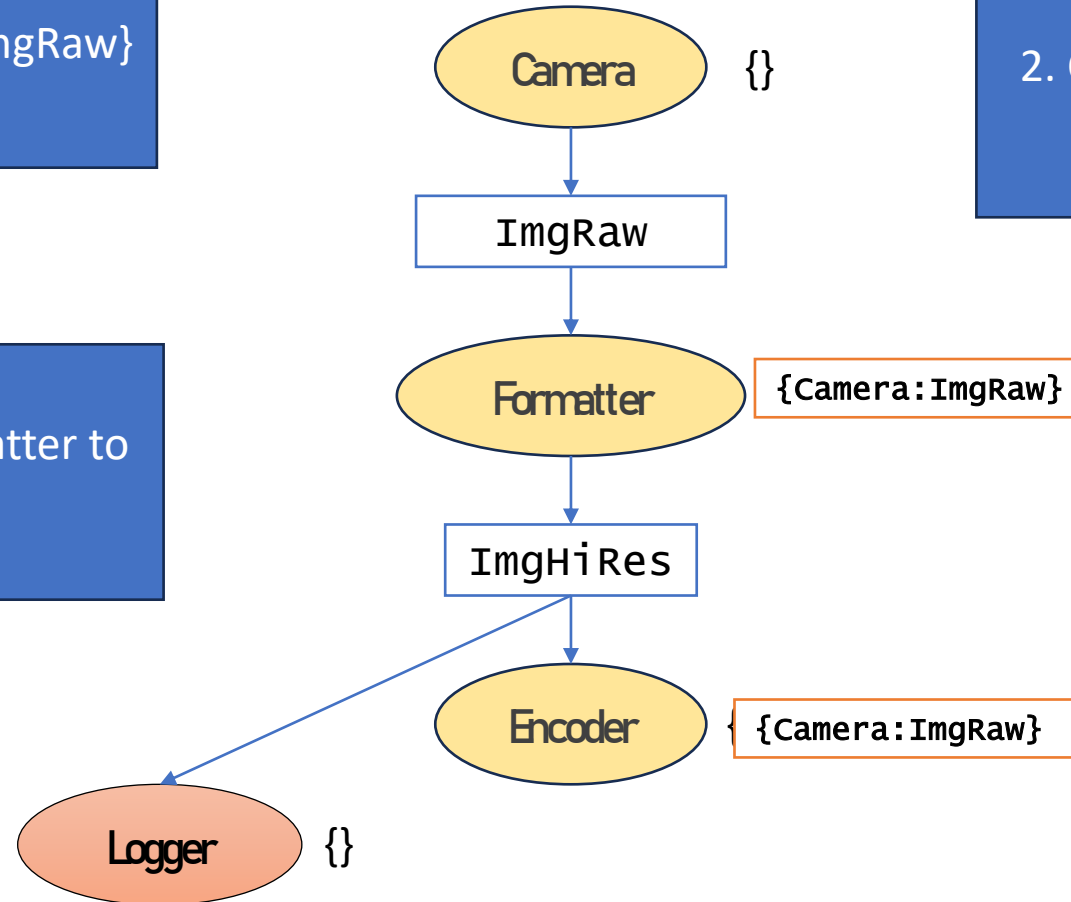 ngRaw}
Camera
{}
2.
ImgRaw
Formatter
{Camera:ImgRaw}
tter to
ImgHiRes
Encoder
{
{Camera:ImgRaw}
Logger
{}